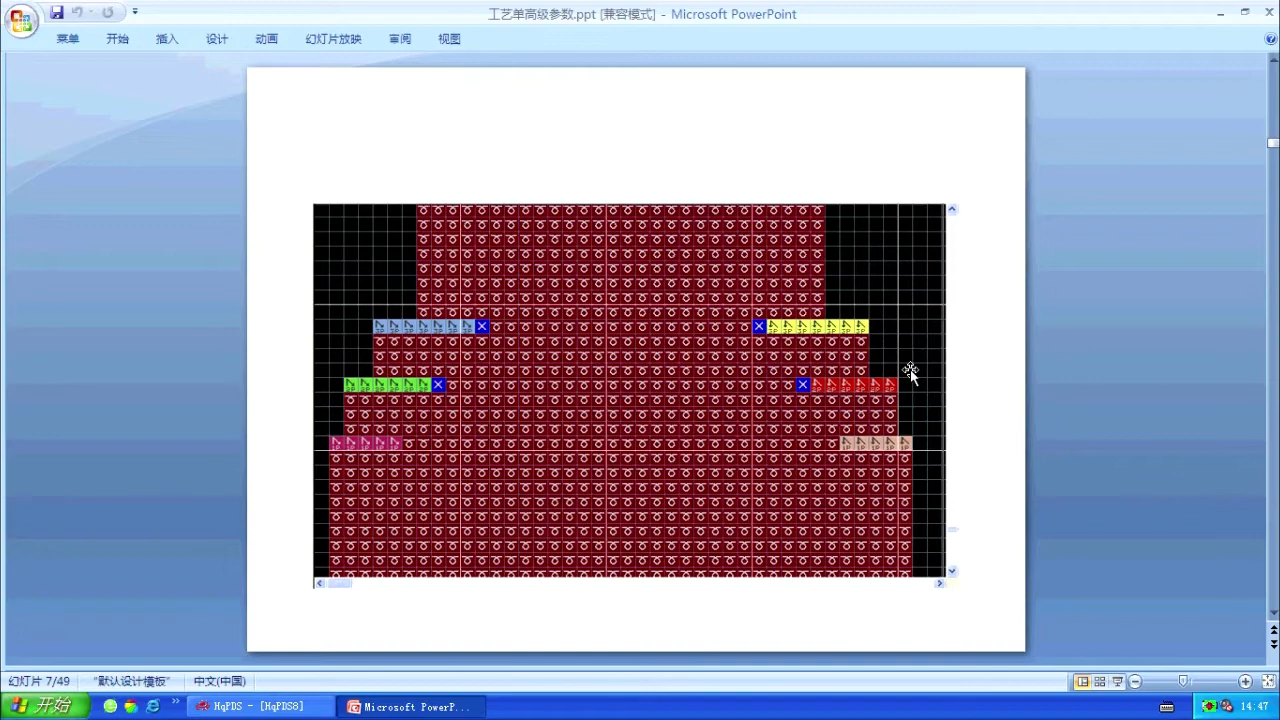 工艺单高级参数.ppt [兼容模式] - Microsoft PowerPoint
菜单 开始 插入 设计 动画 幻灯片放映 审阅 视图
幻灯片 7/49 "默认设计模板" 中文(中国)
开始 HqPDS - [HqPDS8] Microsoft PowerP... 14:47